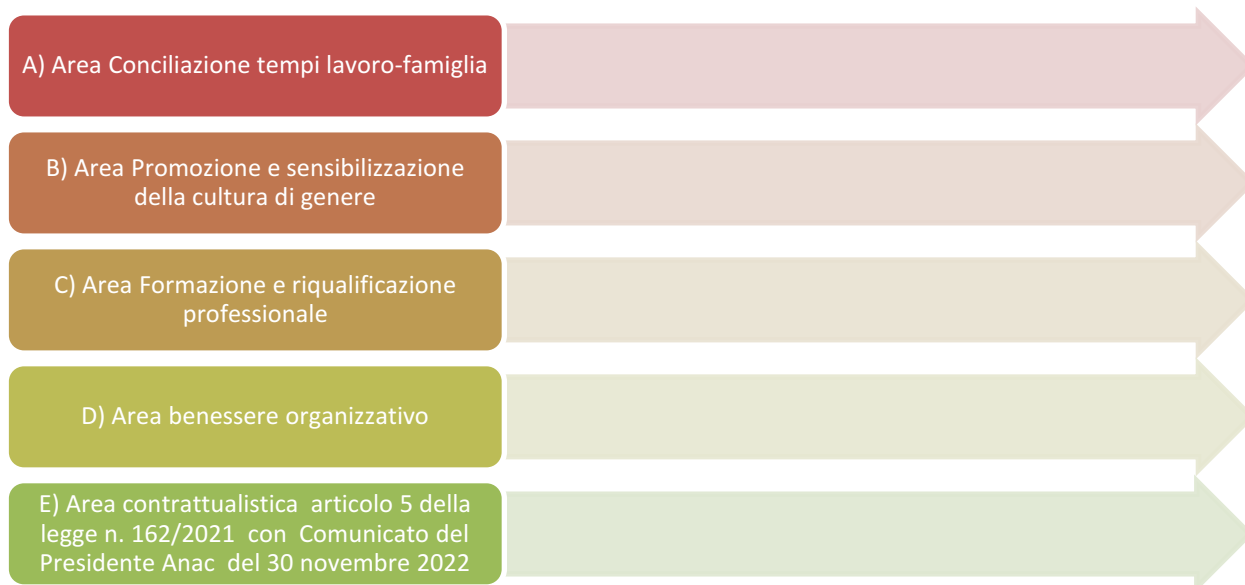 A) Area Conciliazione tempi lavoro-famiglia
B) Area Promozione e sensibilizzazione
della cultura di genere
C) Area Formazione e riqualificazione
professionale
D) Area benessere organizzativo
E) Area contrattualistica articolo 5 della
legge n. 162/2021 con Comunicato del
Presidente Anac del 30 novembre 2022